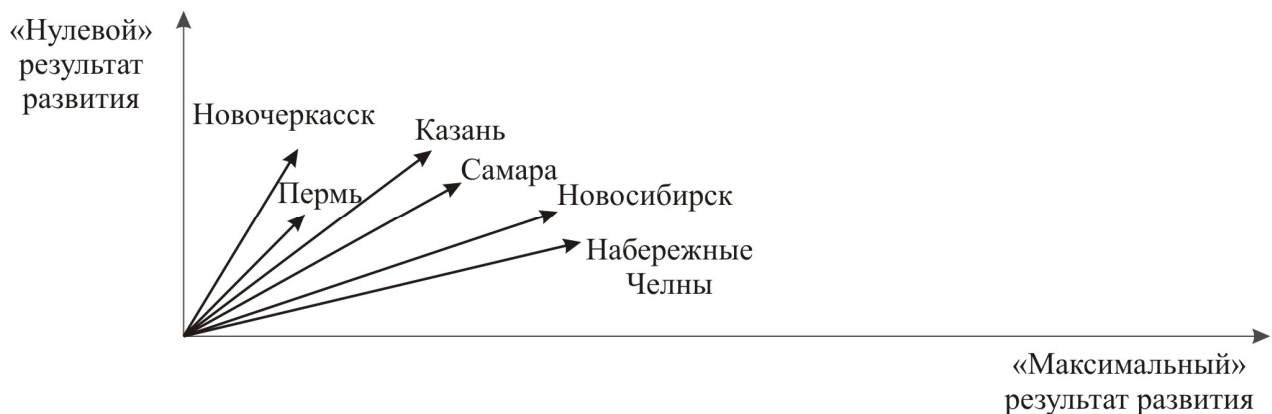 «Нулевой»
результат
развития
Новочеркасск
Казань
Самара
Пермь
Новосибирск
Набережные
Челны
«Максимальный»
результат развития